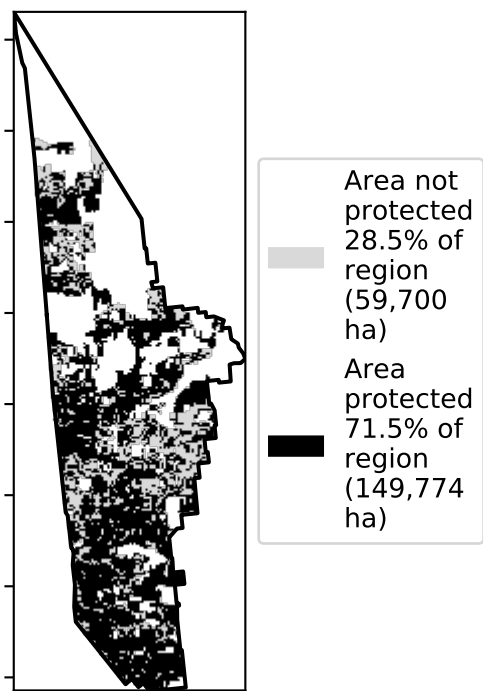 Area not
protected
28.5% of
region
(59,700
ha)
Area
protected
71.5% of
region
(149,774
ha)